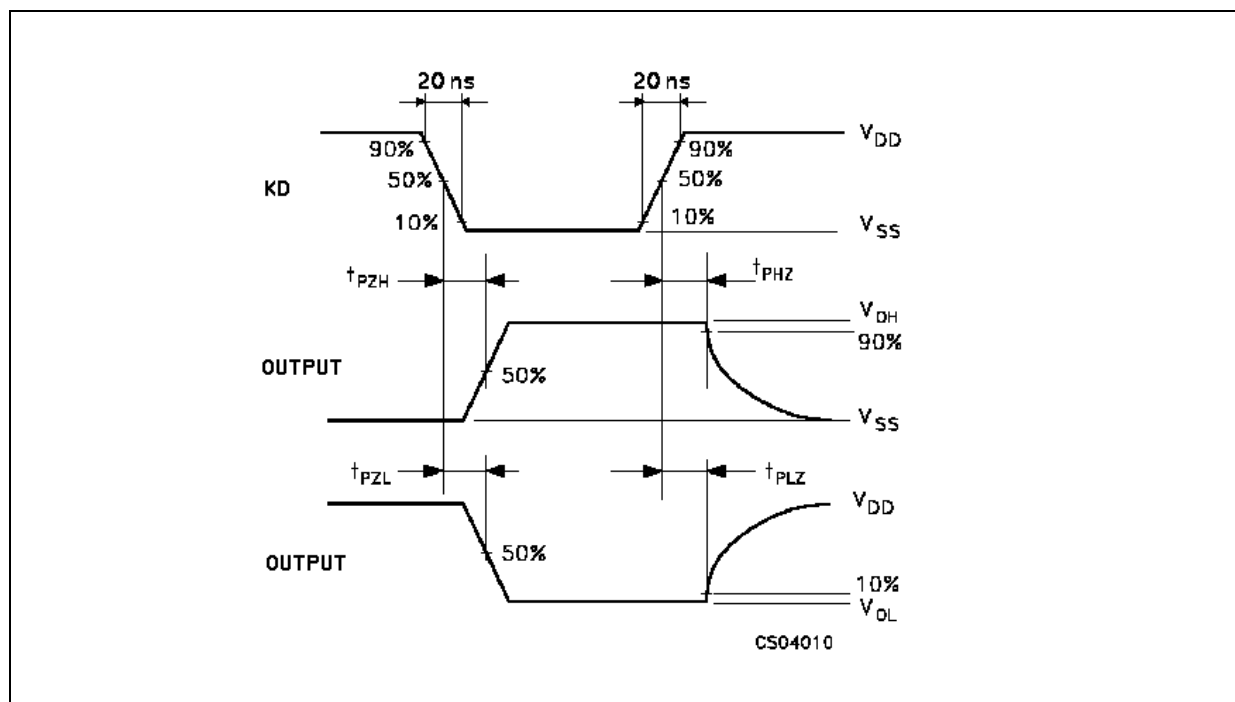 20 ns 20 ns
V_DD
90% 90%
KD 50% 50%
10% 10%
V_SS
t_PZH t_PHZ
V_OH
90%
OUTPUT 50%
V_SS
t_PZL t_PLZ
V_DD
50%
OUTPUT
10%
V_OL
CS04010